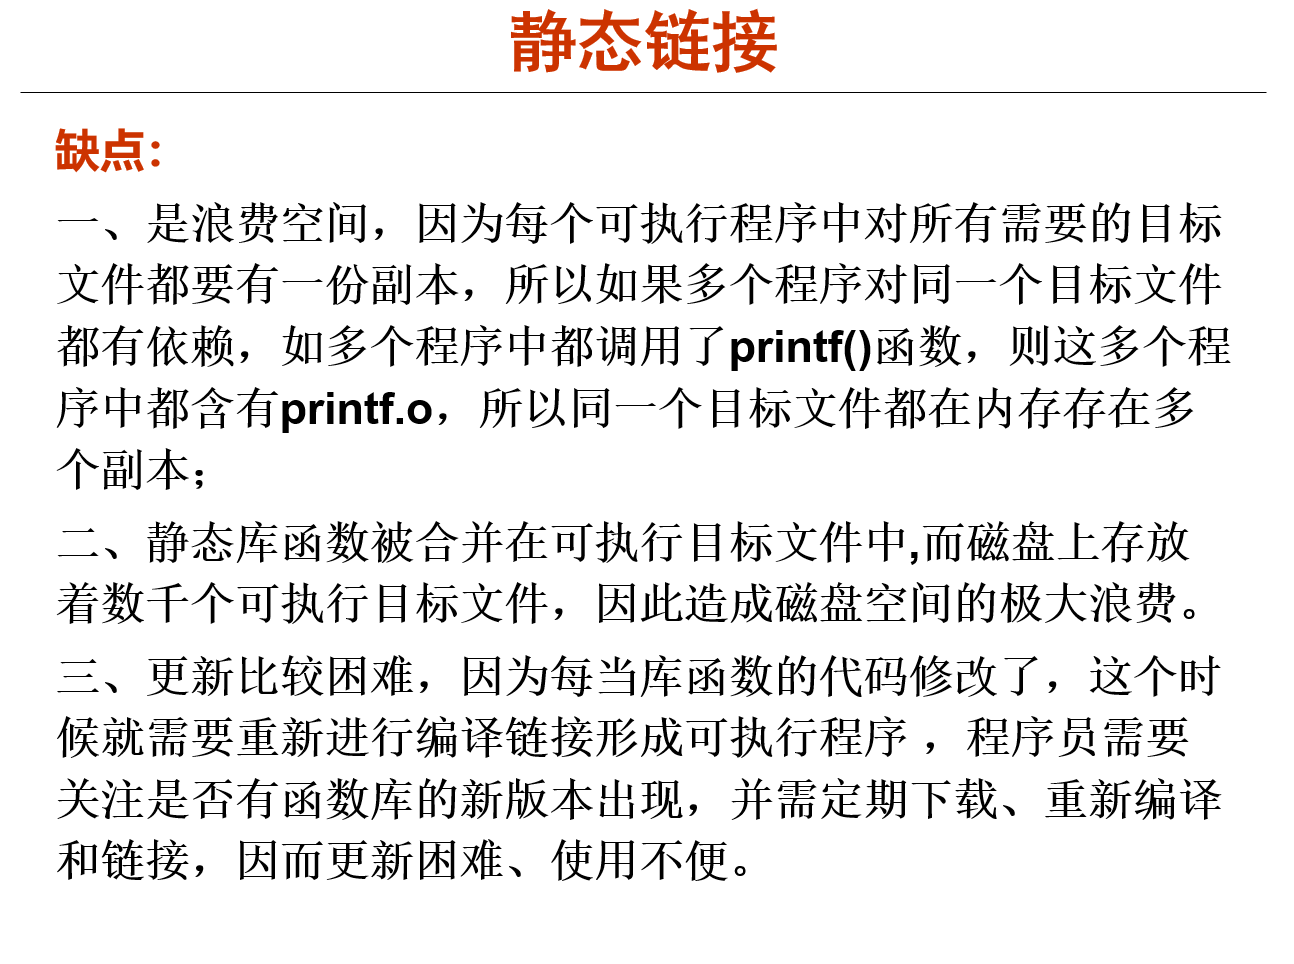 静态链接
缺点：
一、是浪费空间，因为每个可执行程序中对所有需要的目标
文件都要有一份副本，所以如果多个程序对同一个目标文件
都有依赖，如多个程序中都调用了printf()函数，则这多个程
序中都含有printf.o，所以同一个目标文件都在内存存在多
个副本；
二、静态库函数被合并在可执行目标文件中,而磁盘上存放
着数千个可执行目标文件，因此造成磁盘空间的极大浪费。
三、更新比较困难，因为每当库函数的代码修改了，这个时
候就需要重新进行编译链接形成可执行程序 ，程序员需要
关注是否有函数库的新版本出现，并需定期下载、重新编译
和链接，因而更新困难、使用不便。